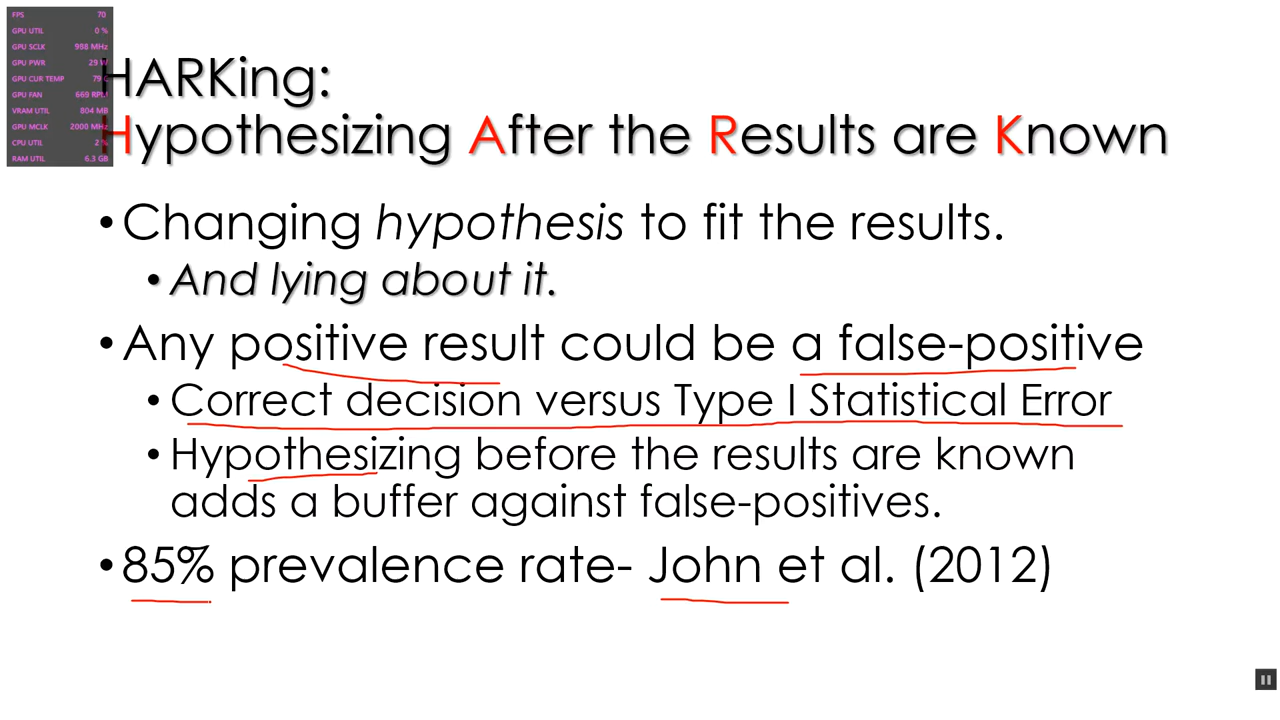 FPS 70
GPU UTIL 0 %
GPU SCLK 988 MHz
GPU PWR 29 W
GPU CUR TEMP 79 C
GPU FAN 669 RPM
VRAM UTIL 804 MB
GPU MCLK 2000 MHz
CPU UTIL 2 %
RAM UTIL 6.3 GB
HARKing:
Hypothesizing After the Results are Known
• Changing hypothesis to fit the results.
• And lying about it.
• Any positive result could be a false-positive
• Correct decision versus Type I Statistical Error
• Hypothesizing before the results are known
adds a buffer against false-positives.
• 85% prevalence rate- John et al. (2012)